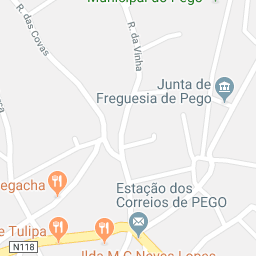 Municipal do Pego
R. das Covas
R. da Vinha
Junta de
Freguesia de Pego
egacha
Estação dos
Correios de PEGO
e Tulipa
N118
Ilda M C Neves Lopes